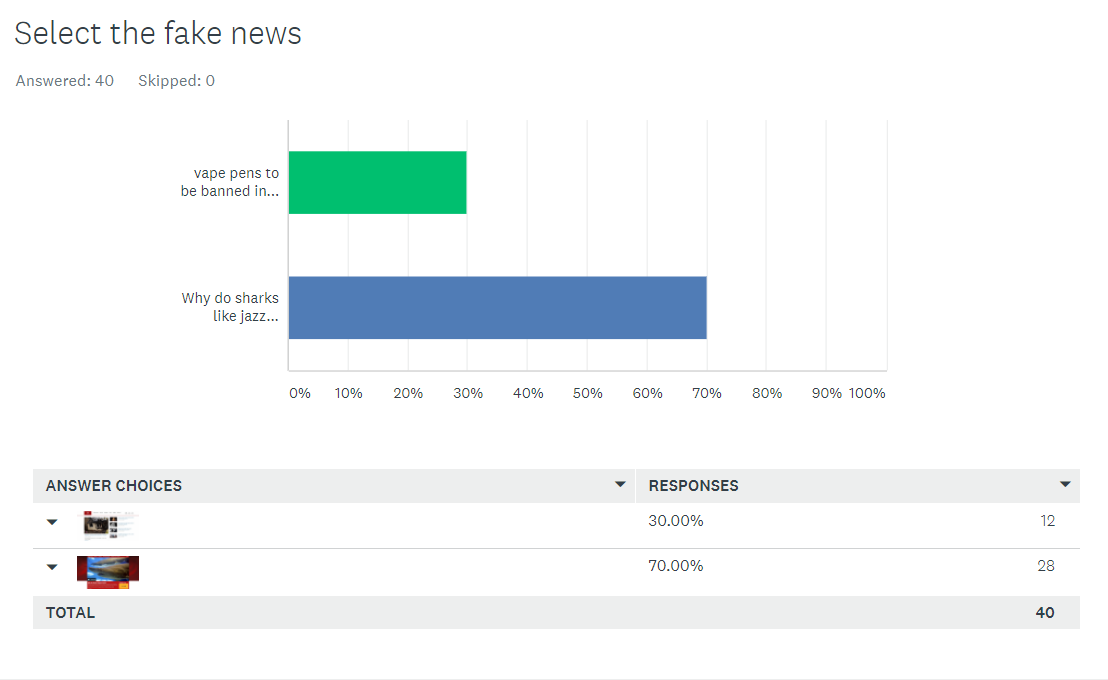 Select the fake news
Answered: 40 Skipped: 0
vape pens to
be banned in...
Why do sharks
like jazz...
0% 10% 20% 30% 40% 50% 60% 70% 80% 90% 100%
ANSWER CHOICES RESPONSES
30.00% 12
70.00% 28
TOTAL 40